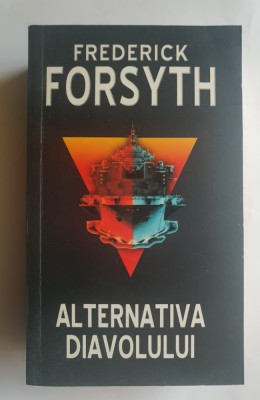 FREDERICK
FORSYTH
ALTERNATIVA
DIAVOLULUI